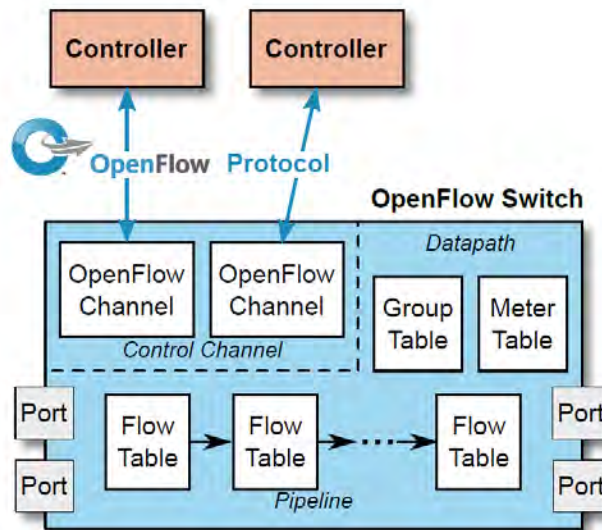 Controller
Controller
OpenFlow Protocol
OpenFlow Switch
Datapath
OpenFlow
Channel
OpenFlow
Channel
Control Channel
Group
Table
Meter
Table
Port
Port
Flow
Table
Flow
Table
Flow
Table
Port
Port
Pipeline